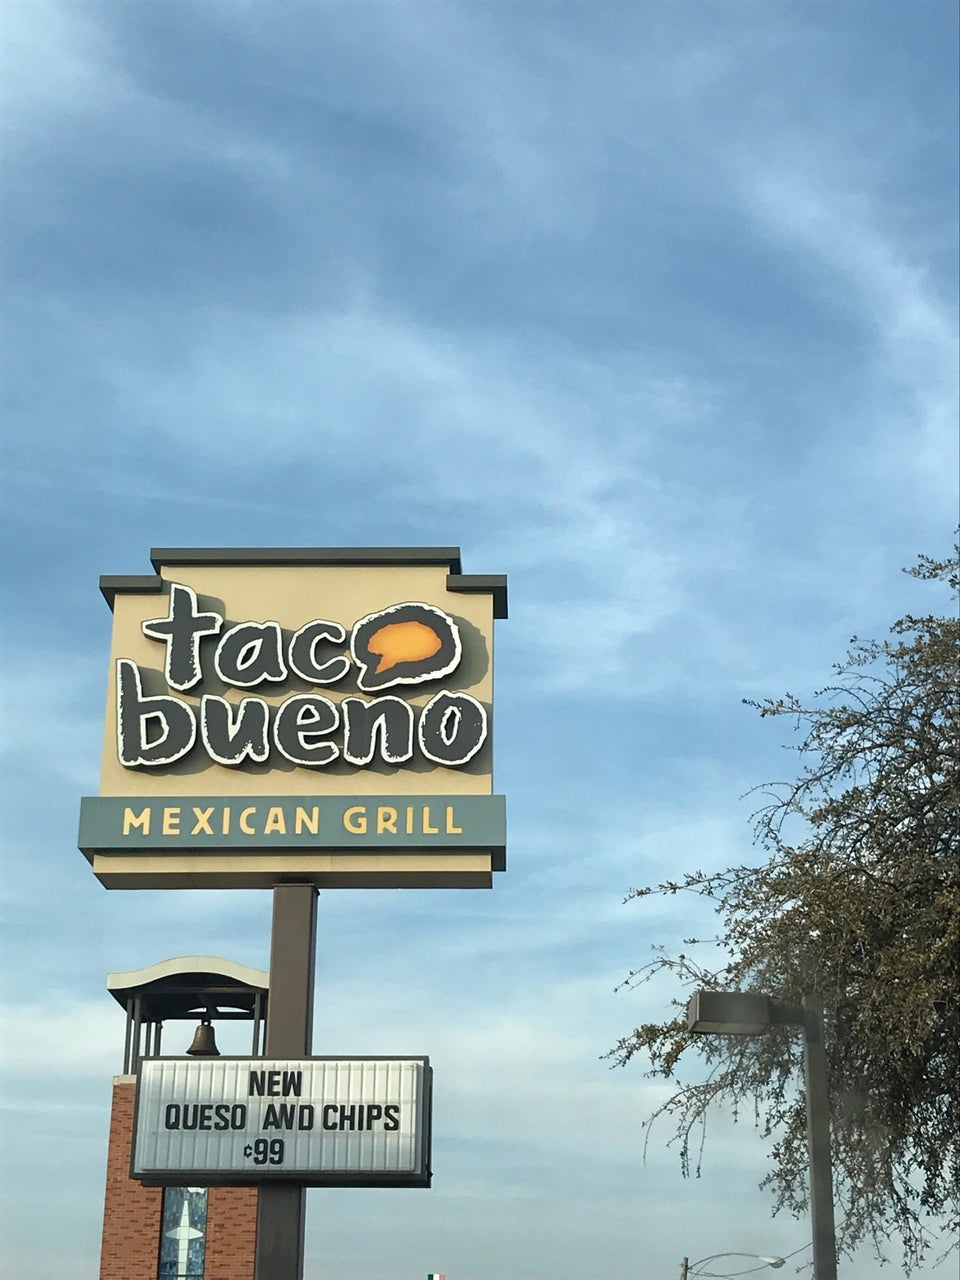 taco
bueno
MEXICAN GRILL
NEW
QUESO AND CHIPS
¢99